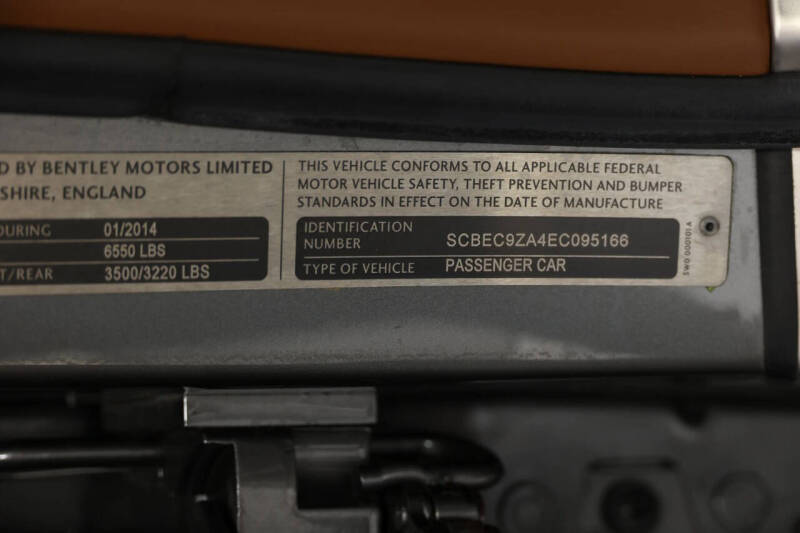 D BY BENTLEY MOTORS LIMITED
SHIRE, ENGLAND
URING 01/2014
6550 LBS
T/REAR 3500/3220 LBS
THIS VEHICLE CONFORMS TO ALL APPLICABLE FEDERAL
MOTOR VEHICLE SAFETY, THEFT PREVENTION AND BUMPER
STANDARDS IN EFFECT ON THE DATE OF MANUFACTURE
IDENTIFICATION
NUMBER SCBEC9ZA4EC095166
TYPE OF VEHICLE PASSENGER CAR
3W0 000101A